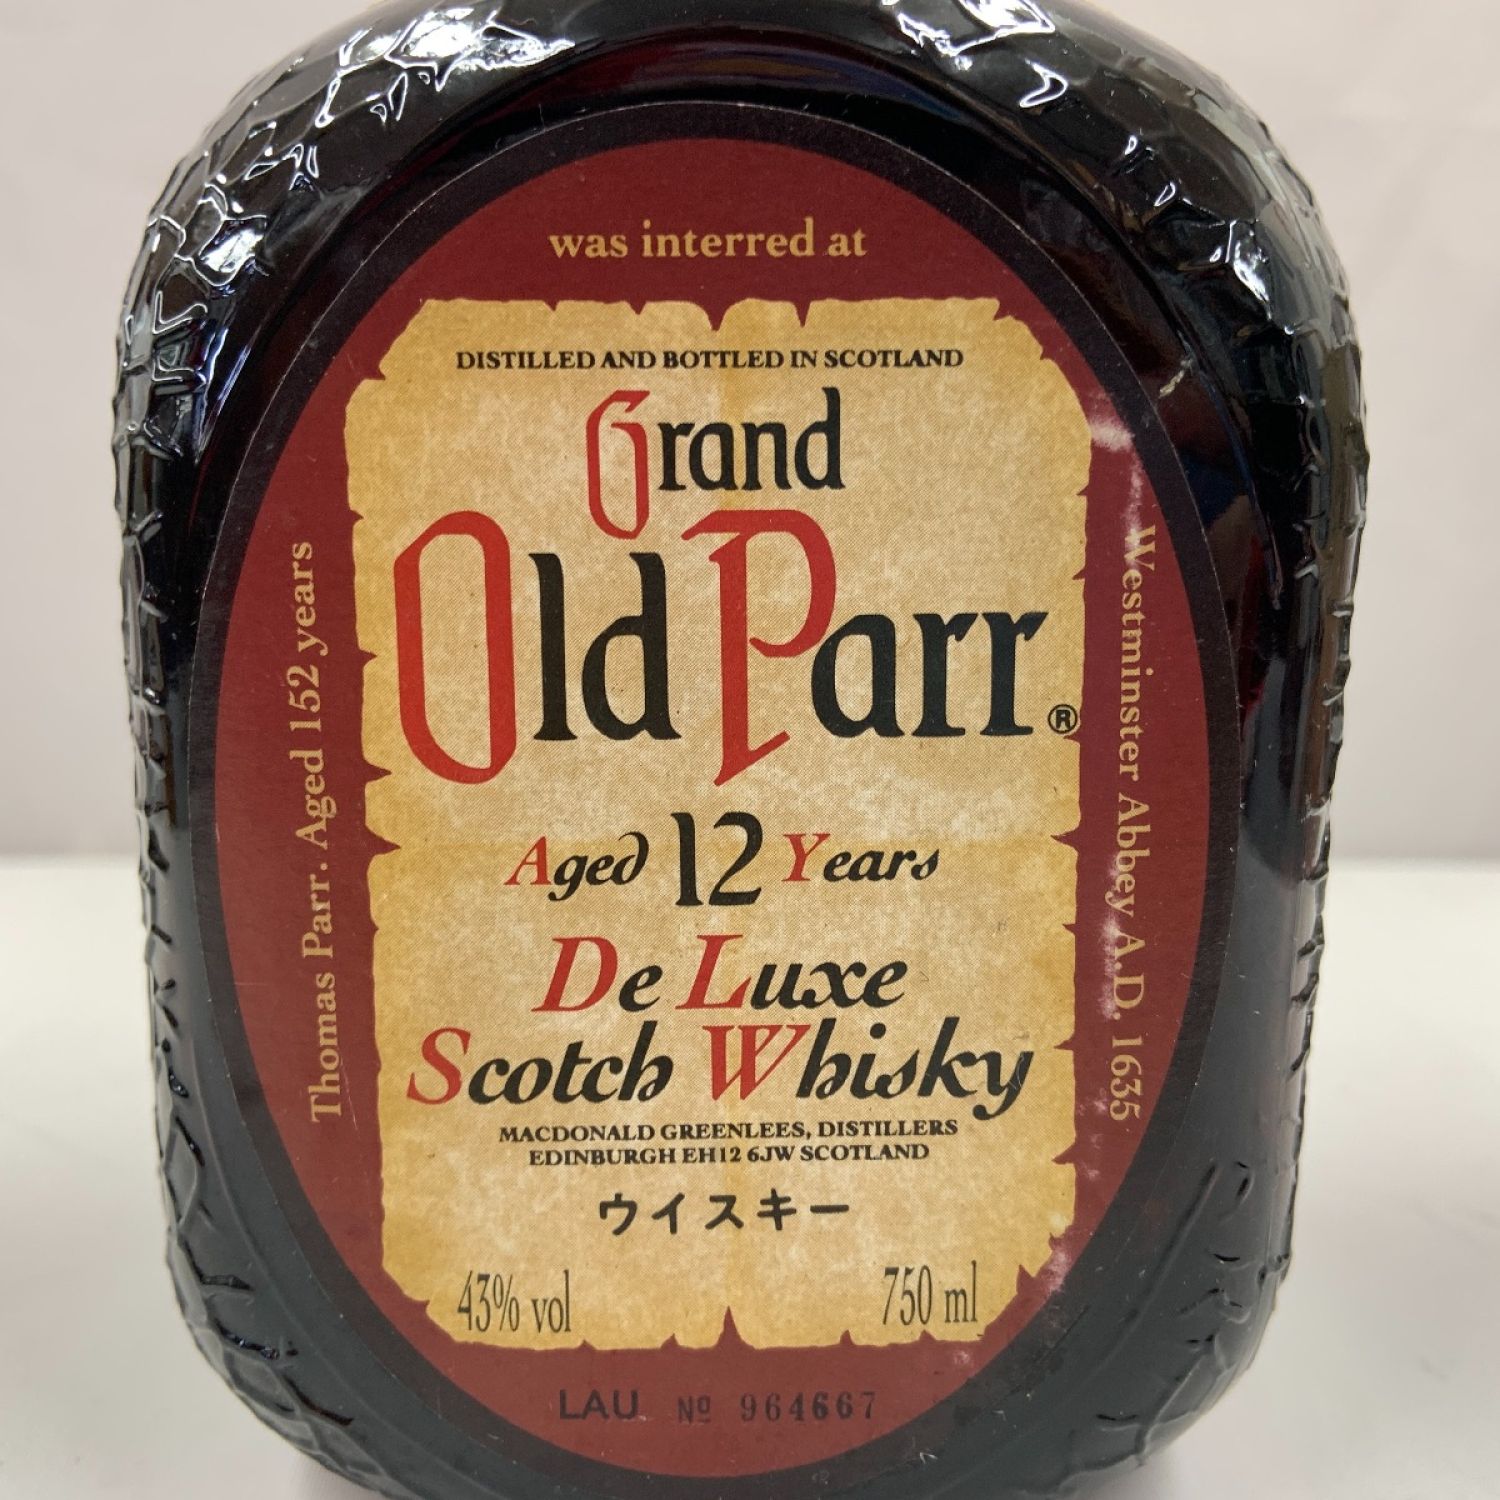 Thomas Parr. Aged 152 years
was interred at
Westminster Abbey A.D. 1635
DISTILLED AND BOTTLED IN SCOTLAND
Grand
Old Parr®
Aged 12 Years
De Luxe
Scotch Whisky
MACDONALD GREENLEES, DISTILLERS
EDINBURGH EH12 6JW SCOTLAND
ウイスキー
43% vol 750 ml
LAU Nº 964667